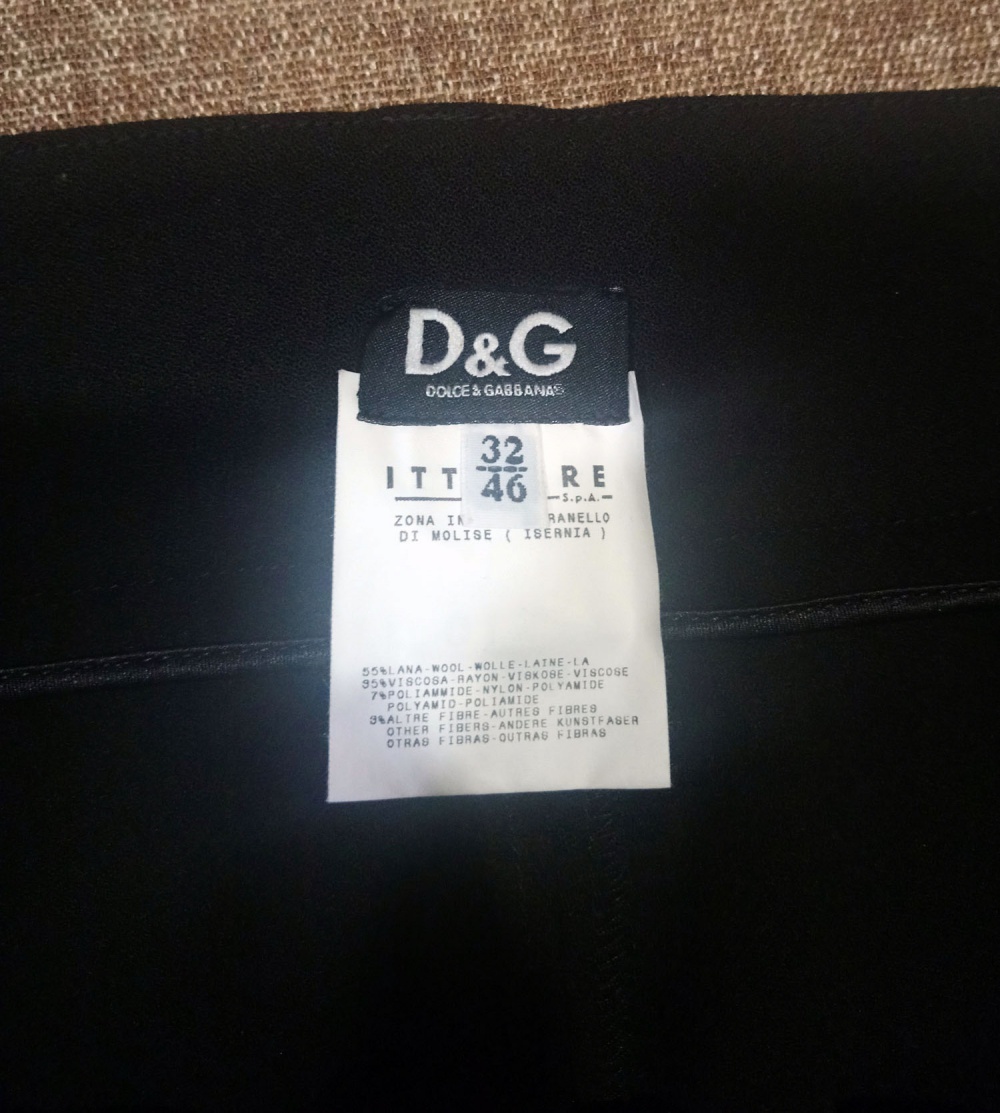 D&G
DOLCE & GABBANA
32
46
ITT RE
S.p.A.
ZONA IN RANELLO
DI MOLISE ( ISERNIA )
55%LANA-WOOL-WOLLE-LAINE-LA
35%VISCOSA-RAYON-VISKOSE-VISCOSE
7%POLIAMMIDE-NYLON-POLYAMIDE
POLYAMID-POLIAMIDE
3%ALTRE FIBRE-AUTRES FIBRES
OTHER FIBERS-ANDERE KUNSTFASER
OTRAS FIBRAS-OUTRAS FIBRAS